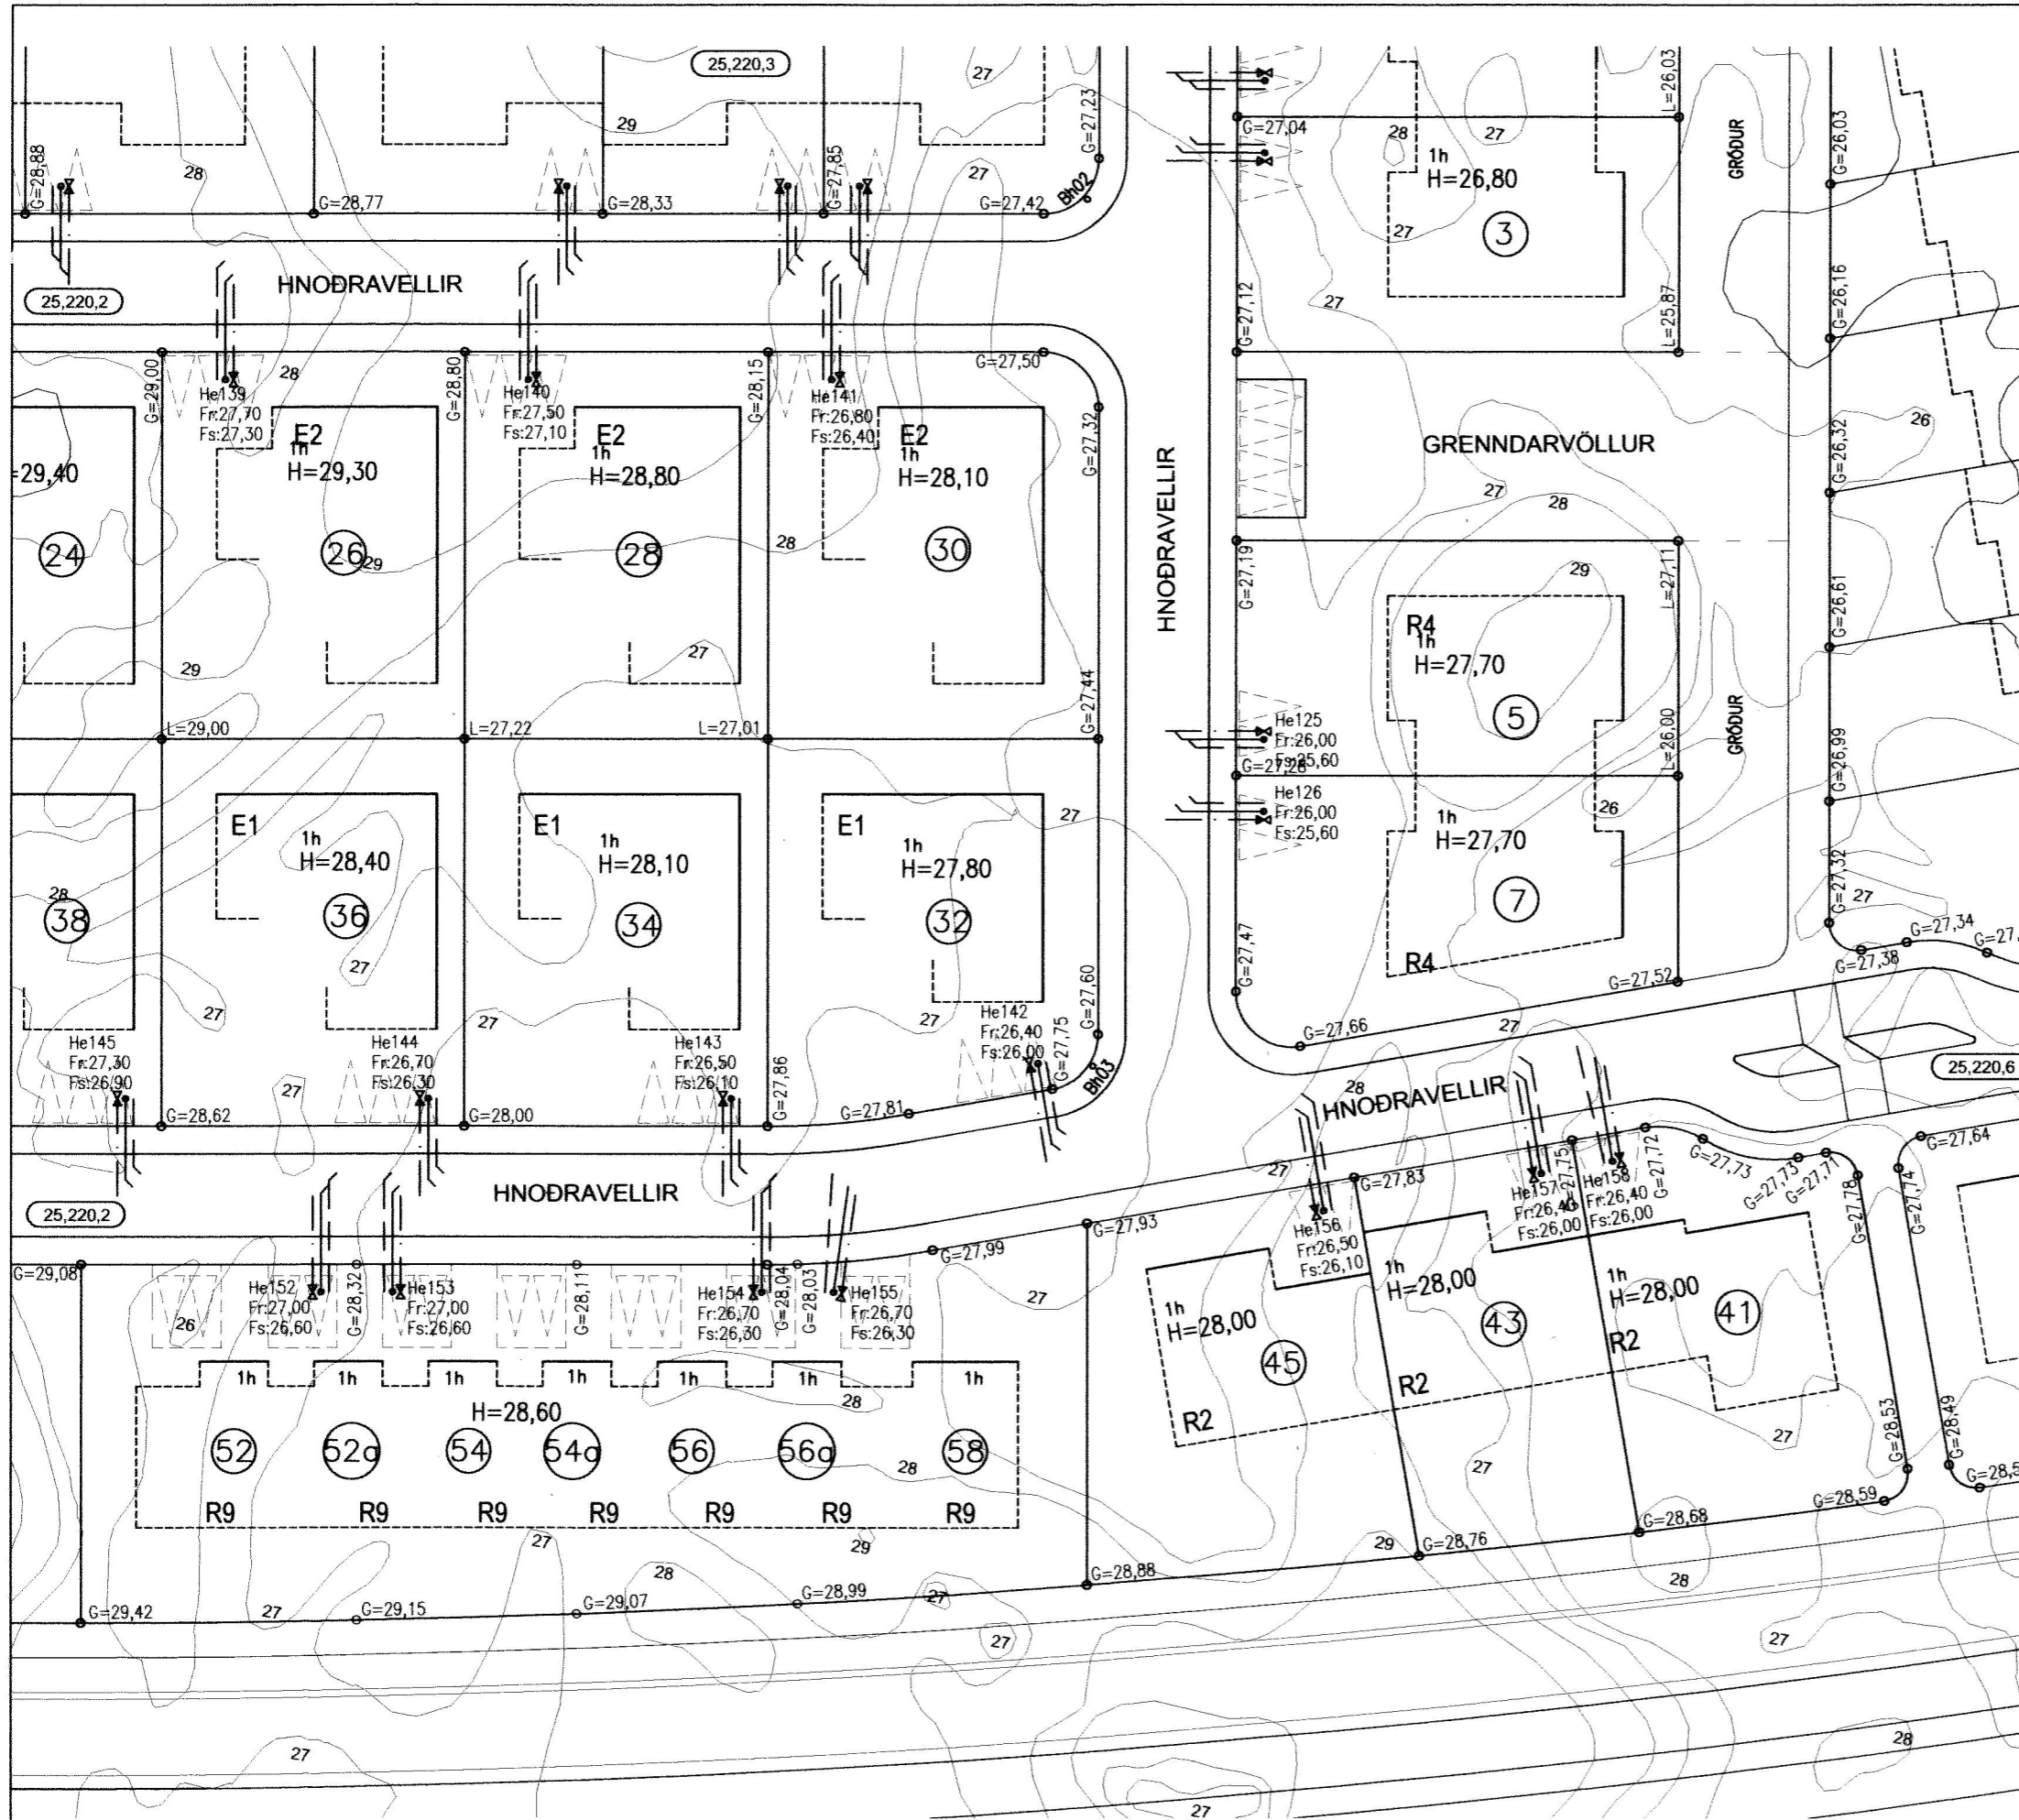 25,220,3
27
29
28
27
G=27,23
L=26,03
GRÓÐUR
G=26,03
G=28,88
G=28,77
G=28,33
G=27,85
G=27,42
Bh02
G=27,04
28
27
1h
H=26,80
27
3
HNOÐRAVELLIR
25,220,2
27
G=27,12
L=25,87
G=26,16
G=29,00
28
G=28,80
G=28,15
G=27,50
G=27,32
He139
Fr:27,70
Fs:27,30
He140
Fr:27,50
Fs:27,10
He141
Fr:26,80
Fs:26,40
E2
1h
H=29,30
E2
1h
H=28,80
E2
1h
H=28,10
=29,40
24
26
29
28
28
30
HNOÐRAVELLIR
GRENNDARVÖLLUR
27
28
26
G=26,32
G=27,19
29
L=27,11
G=26,61
R4
1h
H=27,70
5
29
27
G=27,44
L=29,00
L=27,22
L=27,01
He125
Fr:26,00
Fs:25,60
G=27,28
L=26,00
GRÓÐUR
G=26,99
He126
Fr:26,00
Fs:25,60
26
1h
H=27,70
7
R4
E1
1h
H=28,40
E1
1h
H=28,10
E1
1h
H=27,80
27
28
38
36
34
32
27
27
27
27
G=27,47
G=27,32
27
G=27,34
G=27,38
G=27,
G=27,52
G=27,66
27
G=27,60
He142
Fr:26,40
Fs:26,00
G=27,75
Bh03
He145
Fr:27,30
Fs:26,90
27
He144
Fr:26,70
Fs:26,30
He143
Fr:26,50
Fs:26,10
G=27,86
G=28,62
G=28,00
G=27,81
28
HNOÐRAVELLIR
25,220,6
G=27,64
HNOÐRAVELLIR
25,220,2
27
G=27,83
G=27,75
G=27,72
G=27,73
G=27,73
G=27,71
G=27,78
G=27,74
He157
Fr:26,40
Fs:26,00
He158
Fr:26,40
Fs:26,00
He156
Fr:26,50
Fs:26,10
G=27,93
G=27,99
G=29,08
He152
Fr:27,00
Fs:26,60
G=28,32
He153
Fr:27,00
Fs:26,60
G=28,11
He154
Fr:26,70
Fs:26,30
G=28,04
G=28,03
He155
Fr:26,70
Fs:26,30
26
27
1h
H=28,00
45
R2
1h
H=28,00
43
R2
1h
H=28,00
41
R2
1h
1h
1h
1h
1h
1h
1h
H=28,60
28
52
52a
54
54a
56
56a
58
28
R9
R9
R9
R9
R9
R9
R9
27
27
27
G=28,53
G=28,49
G=28,5
G=28,59
G=28,68
G=28,76
29
29
28
27
G=28,88
28
G=29,42
27
G=29,15
G=29,07
G=28,99
27
27
27
28
27